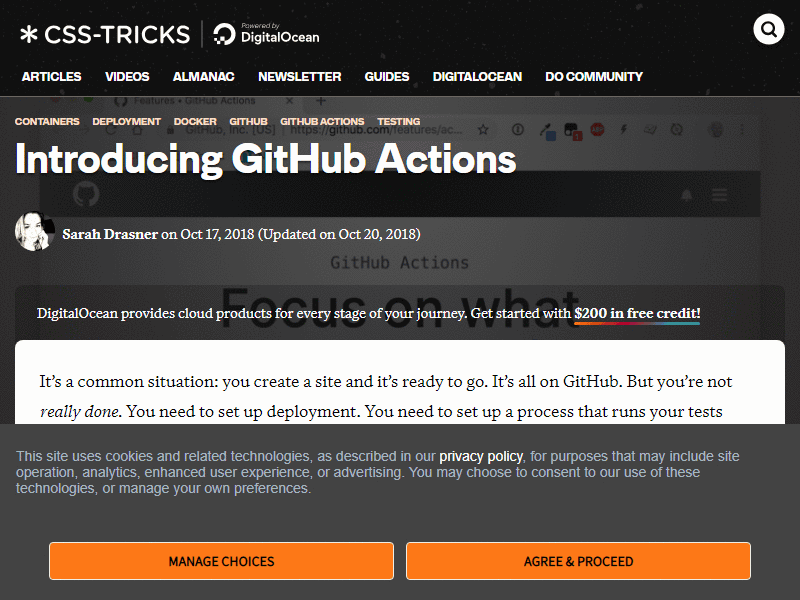 CSS-TRICKS
Powered by
DigitalOcean
ARTICLES VIDEOS ALMANAC NEWSLETTER GUIDES DIGITALOCEAN DO COMMUNITY
Features • GitHub Actions
CONTAINERS DEPLOYMENT DOCKER GITHUB GITHUB ACTIONS TESTING
GitHub, Inc. [US] https://github.com/features/ac...
Introducing GitHub Actions
Sarah Drasner on Oct 17, 2018 (Updated on Oct 20, 2018)
GitHub Actions
Focus on what
DigitalOcean provides cloud products for every stage of your journey. Get started with $200 in free credit!
It’s a common situation: you create a site and it’s ready to go. It’s all on GitHub. But you’re not
really done. You need to set up deployment. You need to set up a process that runs your tests
This site uses cookies and related technologies, as described in our privacy policy, for purposes that may include site
operation, analytics, enhanced user experience, or advertising. You may choose to consent to our use of these
technologies, or manage your own preferences.
MANAGE CHOICES AGREE & PROCEED